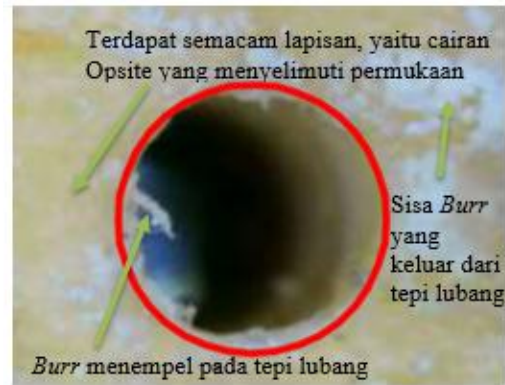 Terdapat semacam lapisan, yaitu cairan
Opsite yang menyelimuti permukaan
Sisa Burr
yang
keluar dari
tepi lubang
Burr menempel pada tepi lubang